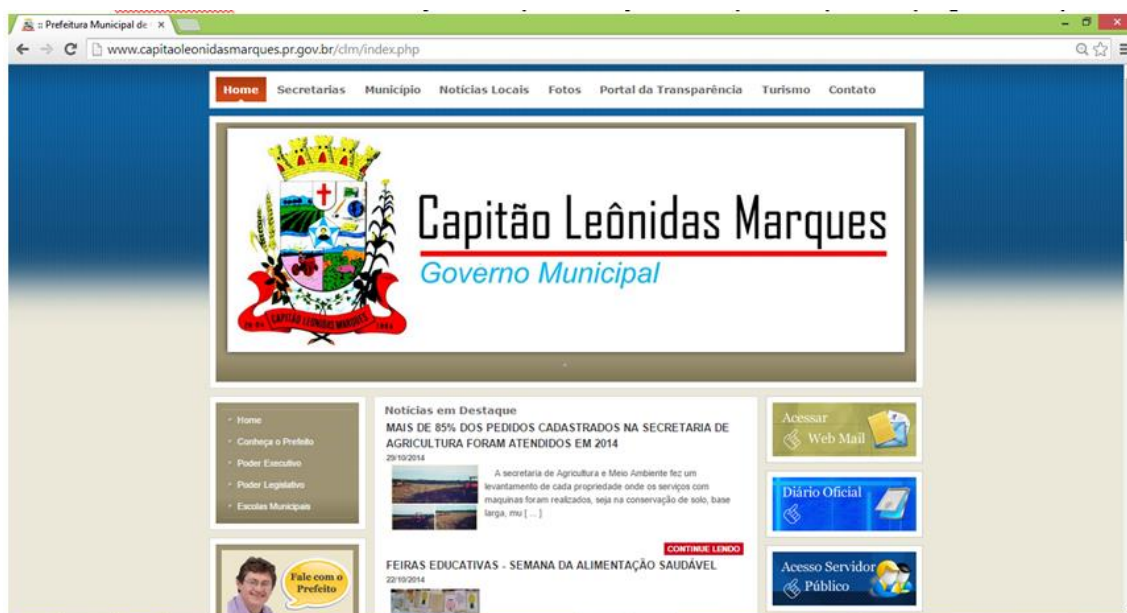 :: Prefeitura Municipal de
www.capitaoleonidasmarques.pr.gov.br/clm/index.php
Home Secretarias Município Notícias Locais Fotos Portal da Transparência Turismo Contato
Capitão Leônidas Marques
Governo Municipal
CAPITÃO LEONIDAS MARQUES
Home
Conheça o Prefeito
Poder Executivo
Poder Legislativo
Escolas Municipais
Fale com o
Prefeito
Notícias em Destaque
MAIS DE 85% DOS PEDIDOS CADASTRADOS NA SECRETARIA DE
AGRICULTURA FORAM ATENDIDOS EM 2014
29/10/2014
A secretaria de Agricultura e Meio Ambiente fez um
levantamento de cada propriedade onde os serviços com
maquinas foram realizados, seja na conservação de solo, base
larga, mu [ ... ]
CONTINUE LENDO
FEIRAS EDUCATIVAS - SEMANA DA ALIMENTAÇÃO SAUDÁVEL
22/10/2014
Acessar
Web Mail
Diário Oficial
Acesso Servidor
Público